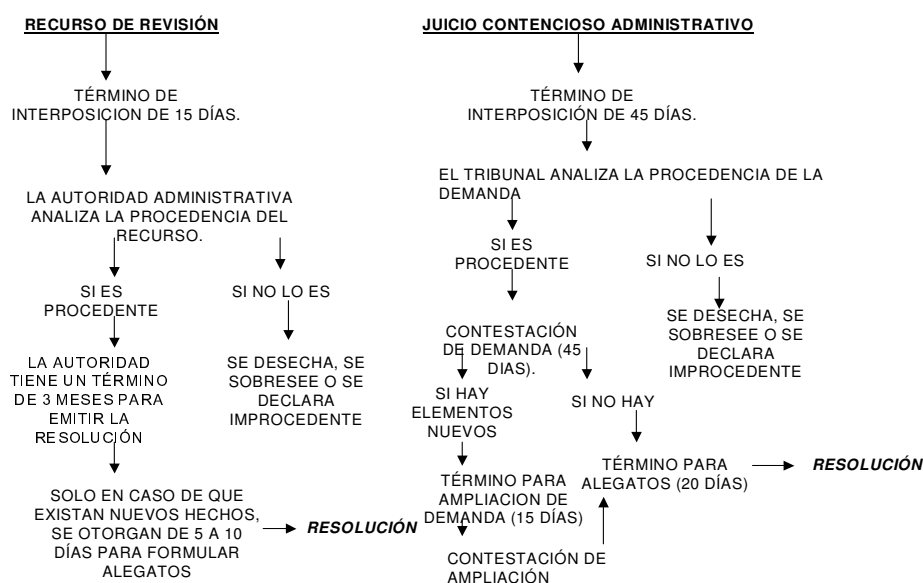 RECURSO DE REVISIÓN
TÉRMINO DE
INTERPOSICION DE 15 DÍAS.
LA AUTORIDAD ADMINISTRATIVA
ANALIZA LA PROCEDENCIA DEL
RECURSO.
SI ES
PROCEDENTE
SI NO LO ES
LA AUTORIDAD
TIENE UN TÉRMINO
DE 3 MESES PARA
EMITIR LA
RESOLUCIÓN
SE DESECHA, SE
SOBRESEE O SE
DECLARA
IMPROCEDENTE
SOLO EN CASO DE QUE
EXISTAN NUEVOS HECHOS,
SE OTORGAN DE 5 A 10
DÍAS PARA FORMULAR
ALEGATOS
RESOLUCIÓN
JUICIO CONTENCIOSO ADMINISTRATIVO
TÉRMINO DE
INTERPOSICIÓN DE 45 DÍAS.
EL TRIBUNAL ANALIZA LA PROCEDENCIA DE LA
DEMANDA
SI ES
PROCEDENTE
SI NO LO ES
SE DESECHA, SE
SOBRESEE O SE
DECLARA
IMPROCEDENTE
CONTESTACIÓN
DE DEMANDA (45
DIAS).
SI HAY
ELEMENTOS
NUEVOS
SI NO HAY
TÉRMINO PARA
AMPLIACION DE
DEMANDA (15 DÍAS)
CONTESTACIÓN DE
AMPLIACIÓN
TÉRMINO PARA
ALEGATOS (20 DÍAS)
RESOLUCIÓN